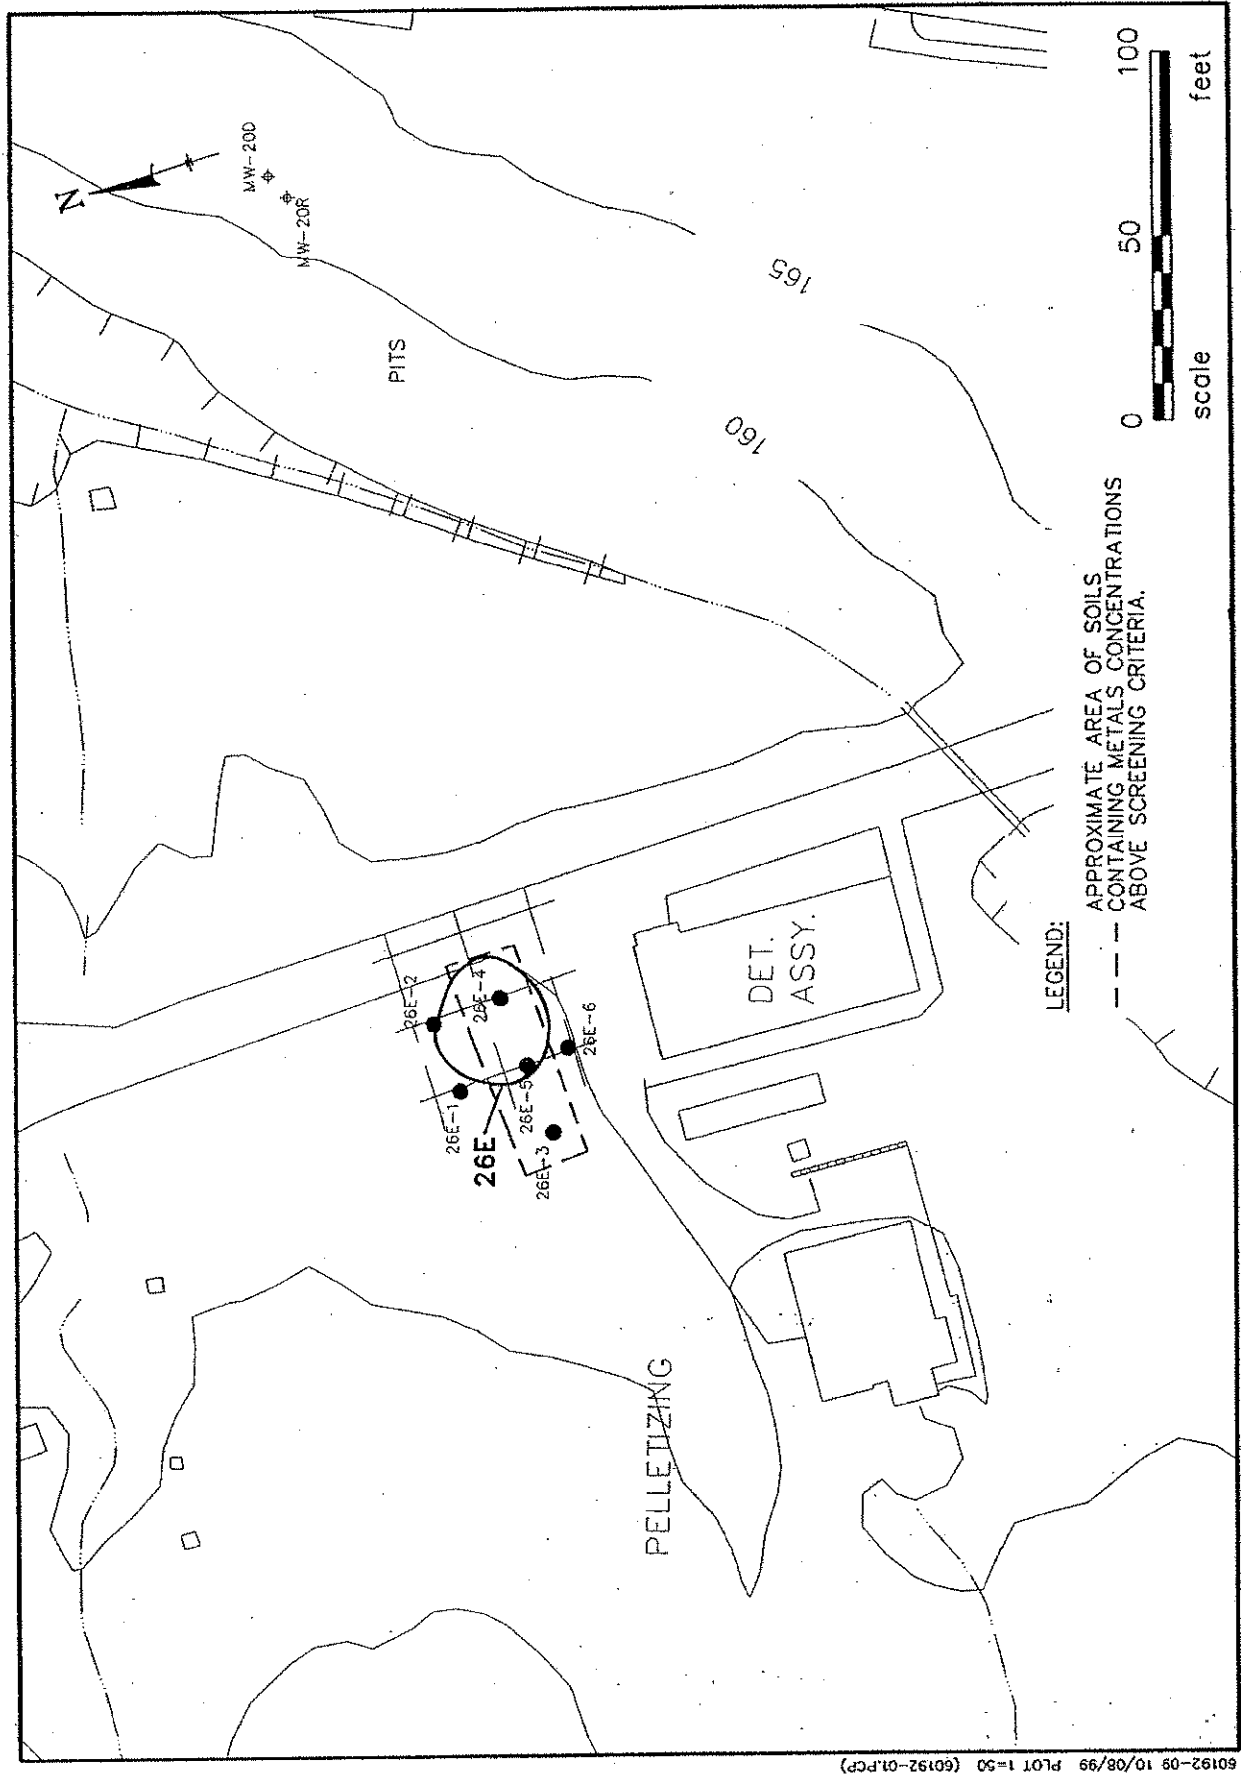 N
MW-20D
MW-20R
PITS
165
160
26E-2
26E-4
26E-1
26E-5
26E-6
26E-3
26E
DET.
ASSY.
PELLETIZING
LEGEND:
APPROXIMATE AREA OF SOILS
CONTAINING METALS CONCENTRATIONS
ABOVE SCREENING CRITERIA.
0 50 100
scale feet
60192-09 10/08/99 PLOT 1=50 (60192-01.PCP)